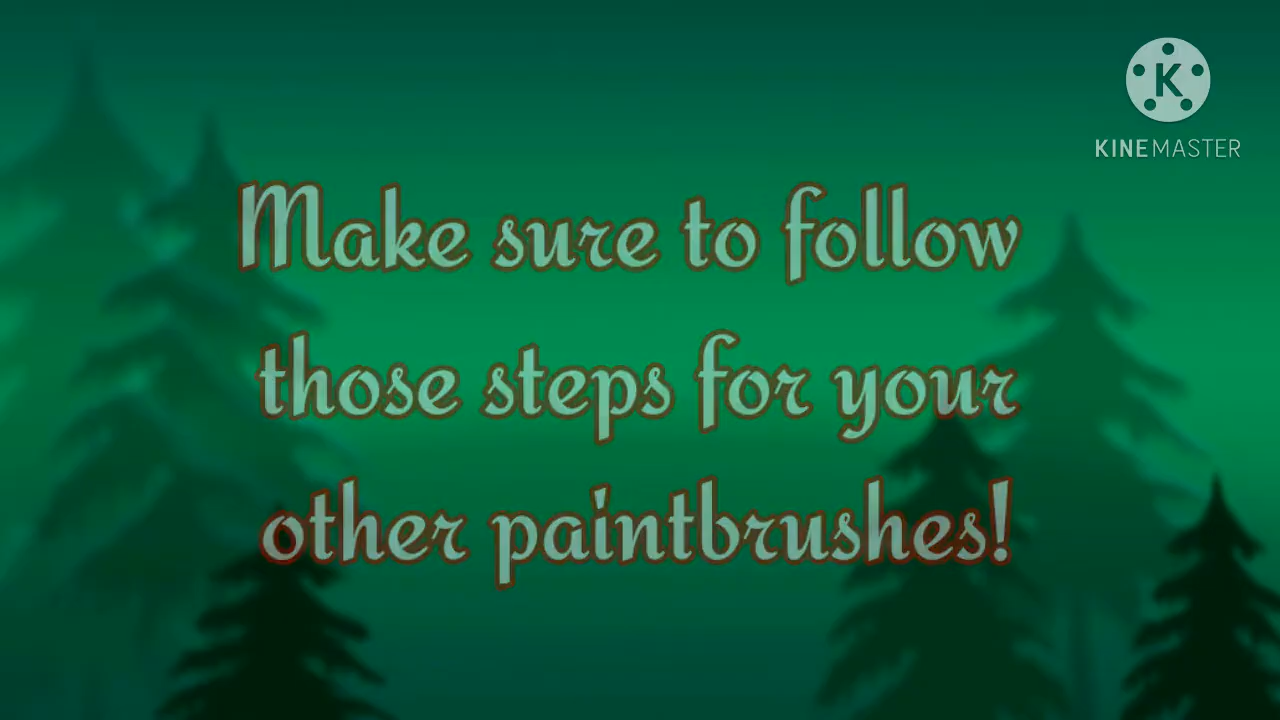 K
KINEMASTER
Make sure to follow
those steps for your
other paintbrushes!